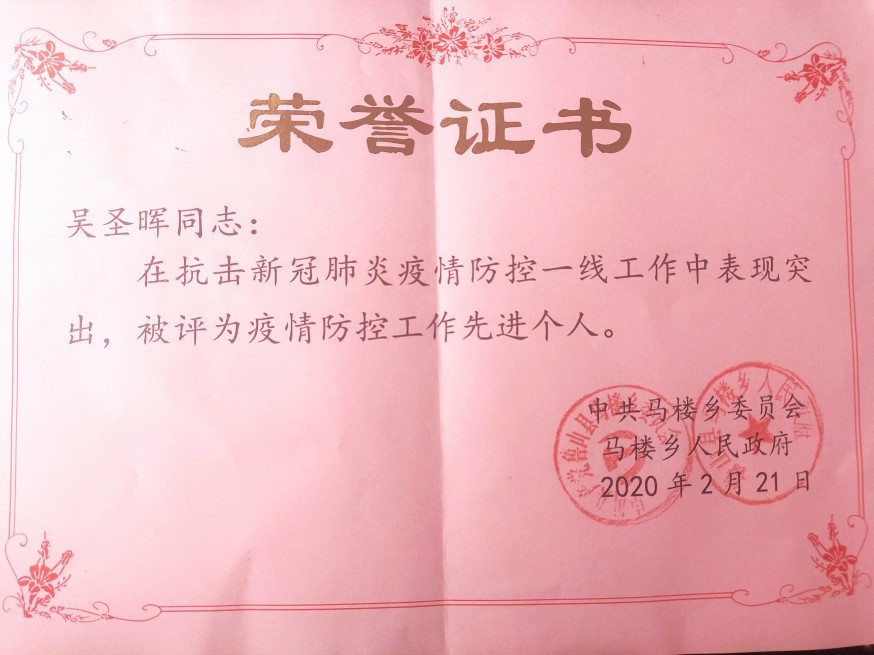 荣誉证书
吴圣晖同志：
在抗击新冠肺炎疫情防控一线工作中表现突
出，被评为疫情防控工作先进个人。
中共马楼乡委员会
马楼乡人民政府
2020年2月21日